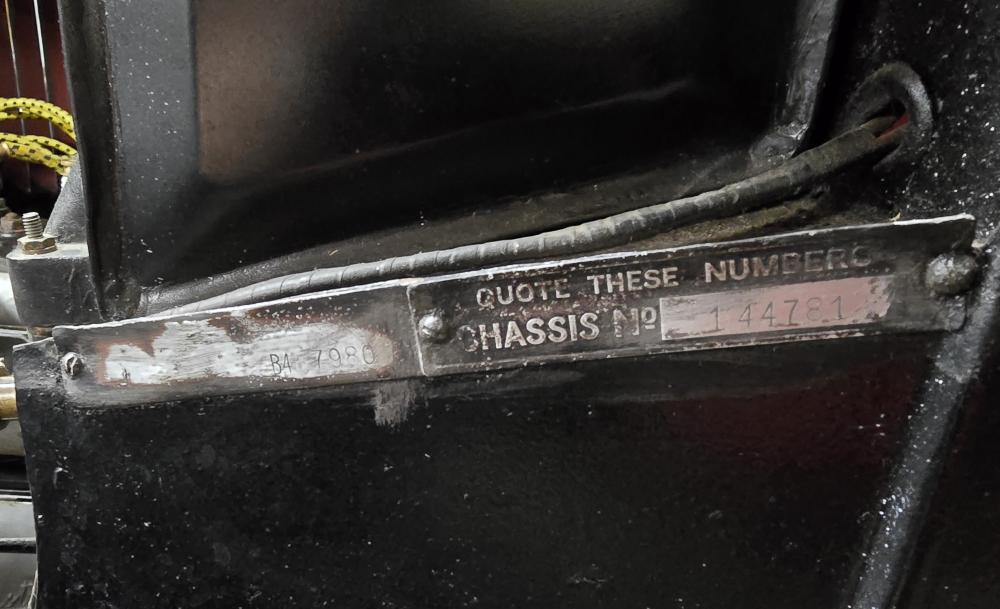 BA 7980
QUOTE THESE NUMBERS
CHASSIS Nº 144781